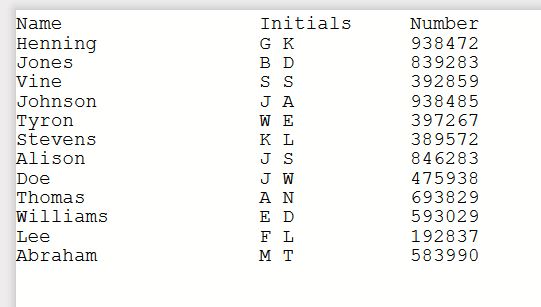 Name Initials Number
Henning G K 938472
Jones B D 839283
Vine S S 392859
Johnson J A 938485
Tyron W E 397267
Stevens K L 389572
Alison J S 846283
Doe J W 475938
Thomas A N 693829
Williams E D 593029
Lee F L 192837
Abraham M T 583990